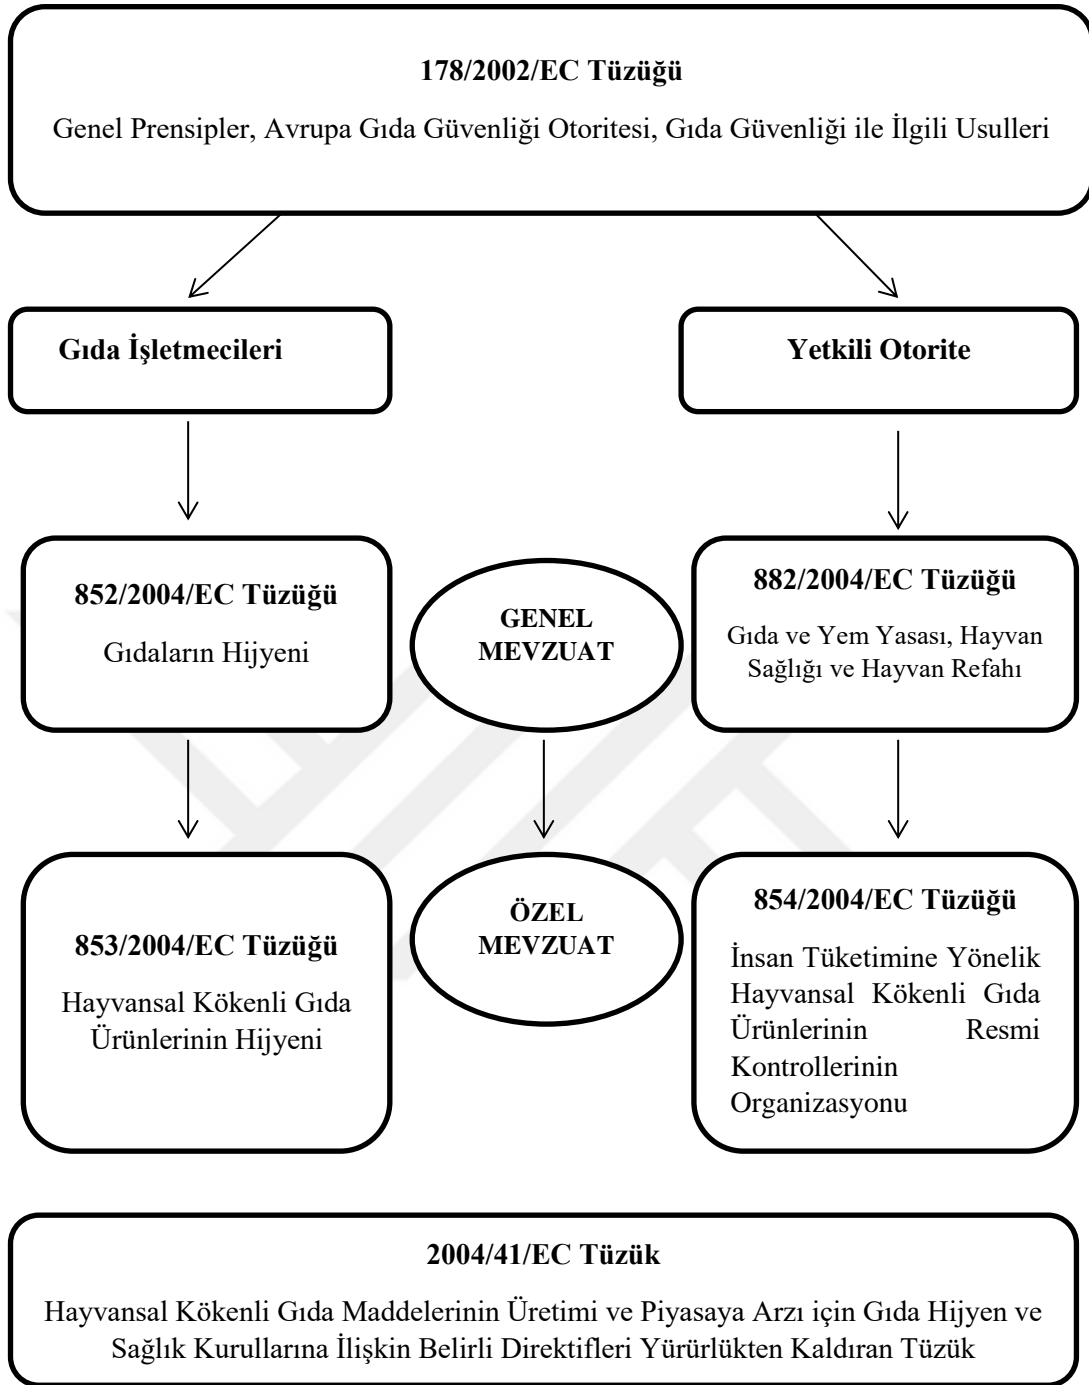 178/2002/EC Tüzüğü
Genel Prensipler, Avrupa Gıda Güvenliği Otoritesi, Gıda Güvenliği ile İlgili Usulleri
Gıda İşletmecileri
Yetkili Otorite
852/2004/EC Tüzüğü
Gıdaların Hijyeni
GENEL
MEVZUAT
882/2004/EC Tüzüğü
Gıda ve Yem Yasası, Hayvan
Sağlığı ve Hayvan Refahı
853/2004/EC Tüzüğü
Hayvansal Kökenli Gıda
Ürünlerinin Hijyeni
ÖZEL
MEVZUAT
854/2004/EC Tüzüğü
İnsan Tüketimine Yönelik
Hayvansal Kökenli Gıda
Ürünlerinin Resmi
Kontrollerinin
Organizasyonu
2004/41/EC Tüzük
Hayvansal Kökenli Gıda Maddelerinin Üretimi ve Piyasaya Arzı için Gıda Hijyen ve
Sağlık Kurullarına İlişkin Belirli Direktifleri Yürürlükten Kaldıran Tüzük